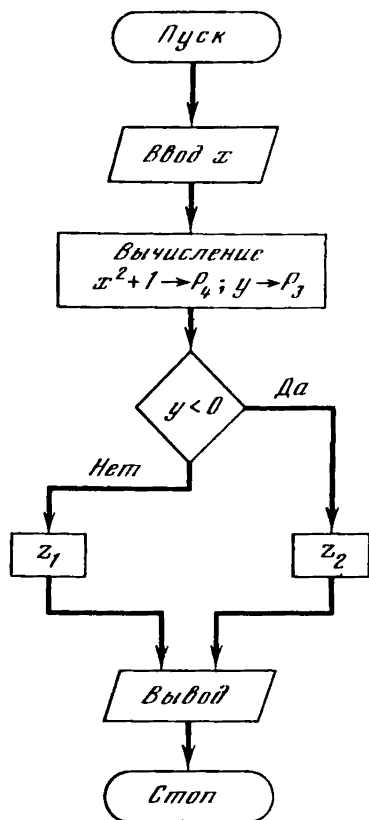 Пуск
Ввод x
Вычисление
x²+1→P₄; y→P₃
y<0
Да
Нет
z₁
z₂
Вывод
Стоп